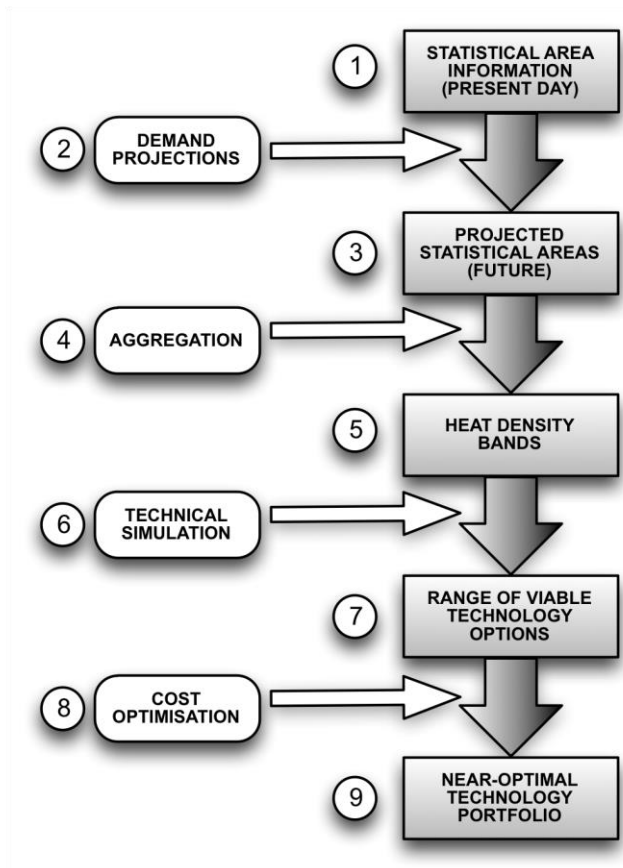 1
STATISTICAL AREA
INFORMATION
(PRESENT DAY)
2
DEMAND
PROJECTIONS
3
PROJECTED
STATISTICAL AREAS
(FUTURE)
4
AGGREGATION
5
HEAT DENSITY
BANDS
6
TECHNICAL
SIMULATION
7
RANGE OF VIABLE
TECHNOLOGY
OPTIONS
8
COST
OPTIMISATION
9
NEAR-OPTIMAL
TECHNOLOGY
PORTFOLIO